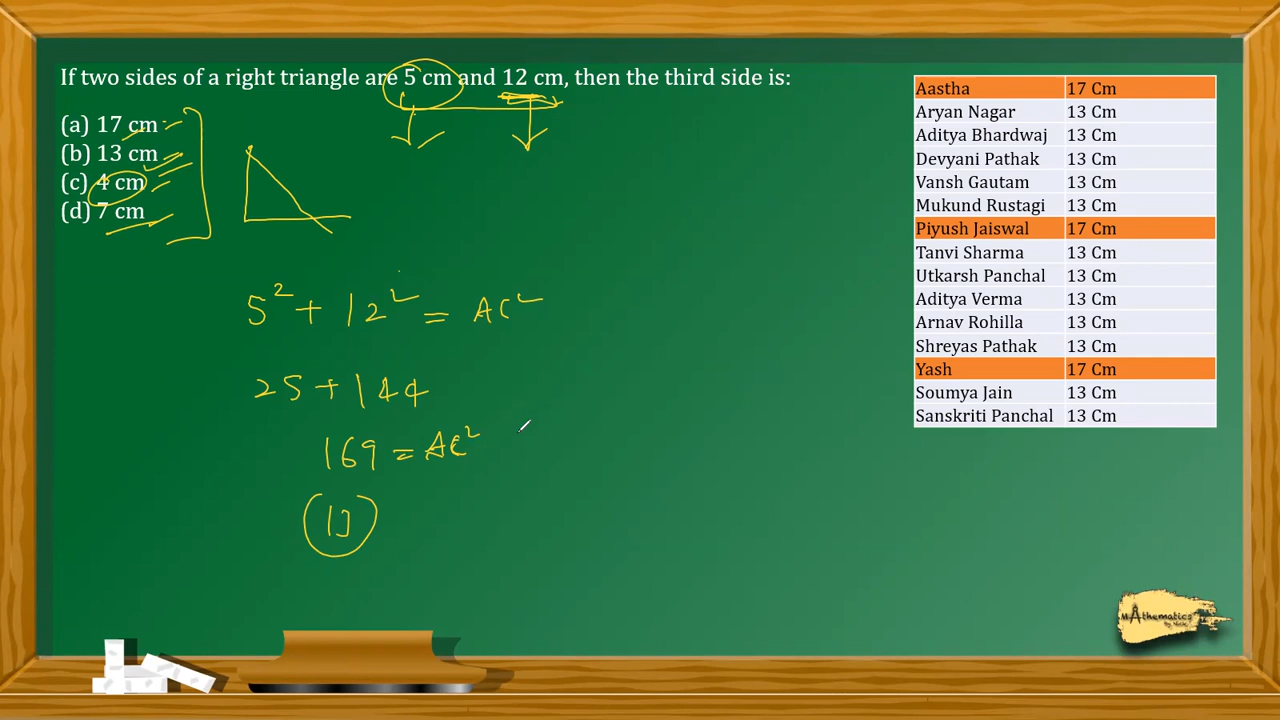 If two sides of a right triangle are 5 cm and 12 cm, then the third side is:
(a) 17 cm
(b) 13 cm
(c) 4 cm
(d) 7 cm
5² + 12² = AC²
25 + 144
169 = AC²
13
Aastha 17 Cm
Aryan Nagar 13 Cm
Aditya Bhardwaj 13 Cm
Devyani Pathak 13 Cm
Vansh Gautam 13 Cm
Mukund Rustagi 13 Cm
Piyush Jaiswal 17 Cm
Tanvi Sharma 13 Cm
Utkarsh Panchal 13 Cm
Aditya Verma 13 Cm
Arnav Rohilla 13 Cm
Shreyas Pathak 13 Cm
Yash 17 Cm
Soumya Jain 13 Cm
Sanskriti Panchal 13 Cm
MAthematics